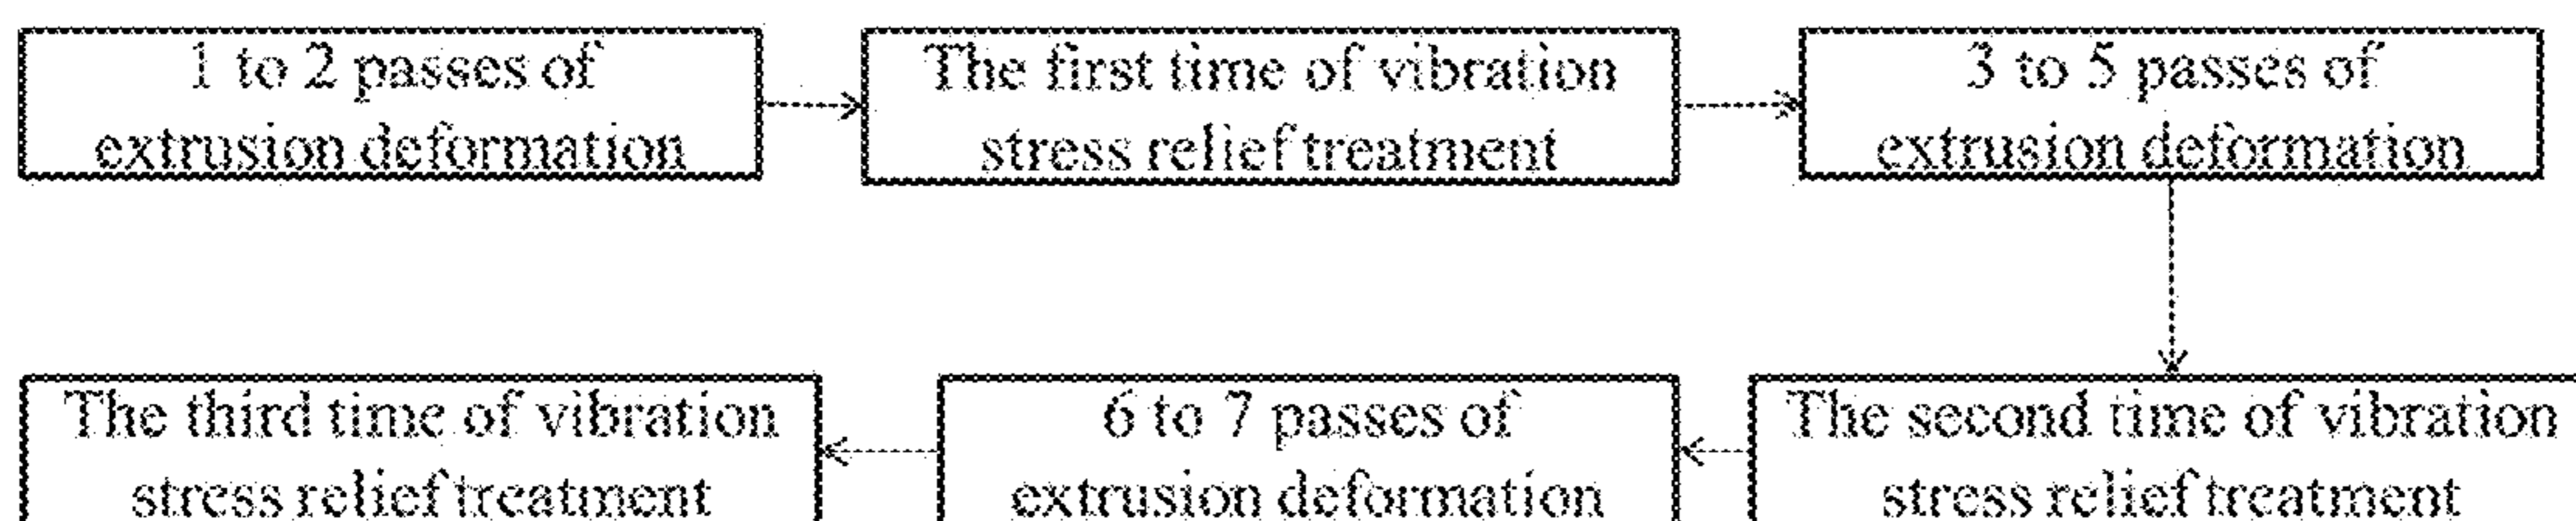 1 to 2 passes of
extrusion deformation
The first time of vibration
stress relief treatment
3 to 5 passes of
extrusion deformation
The second time of vibration
stress relief treatment
6 to 7 passes of
extrusion deformation
The third time of vibration
stress relief treatment